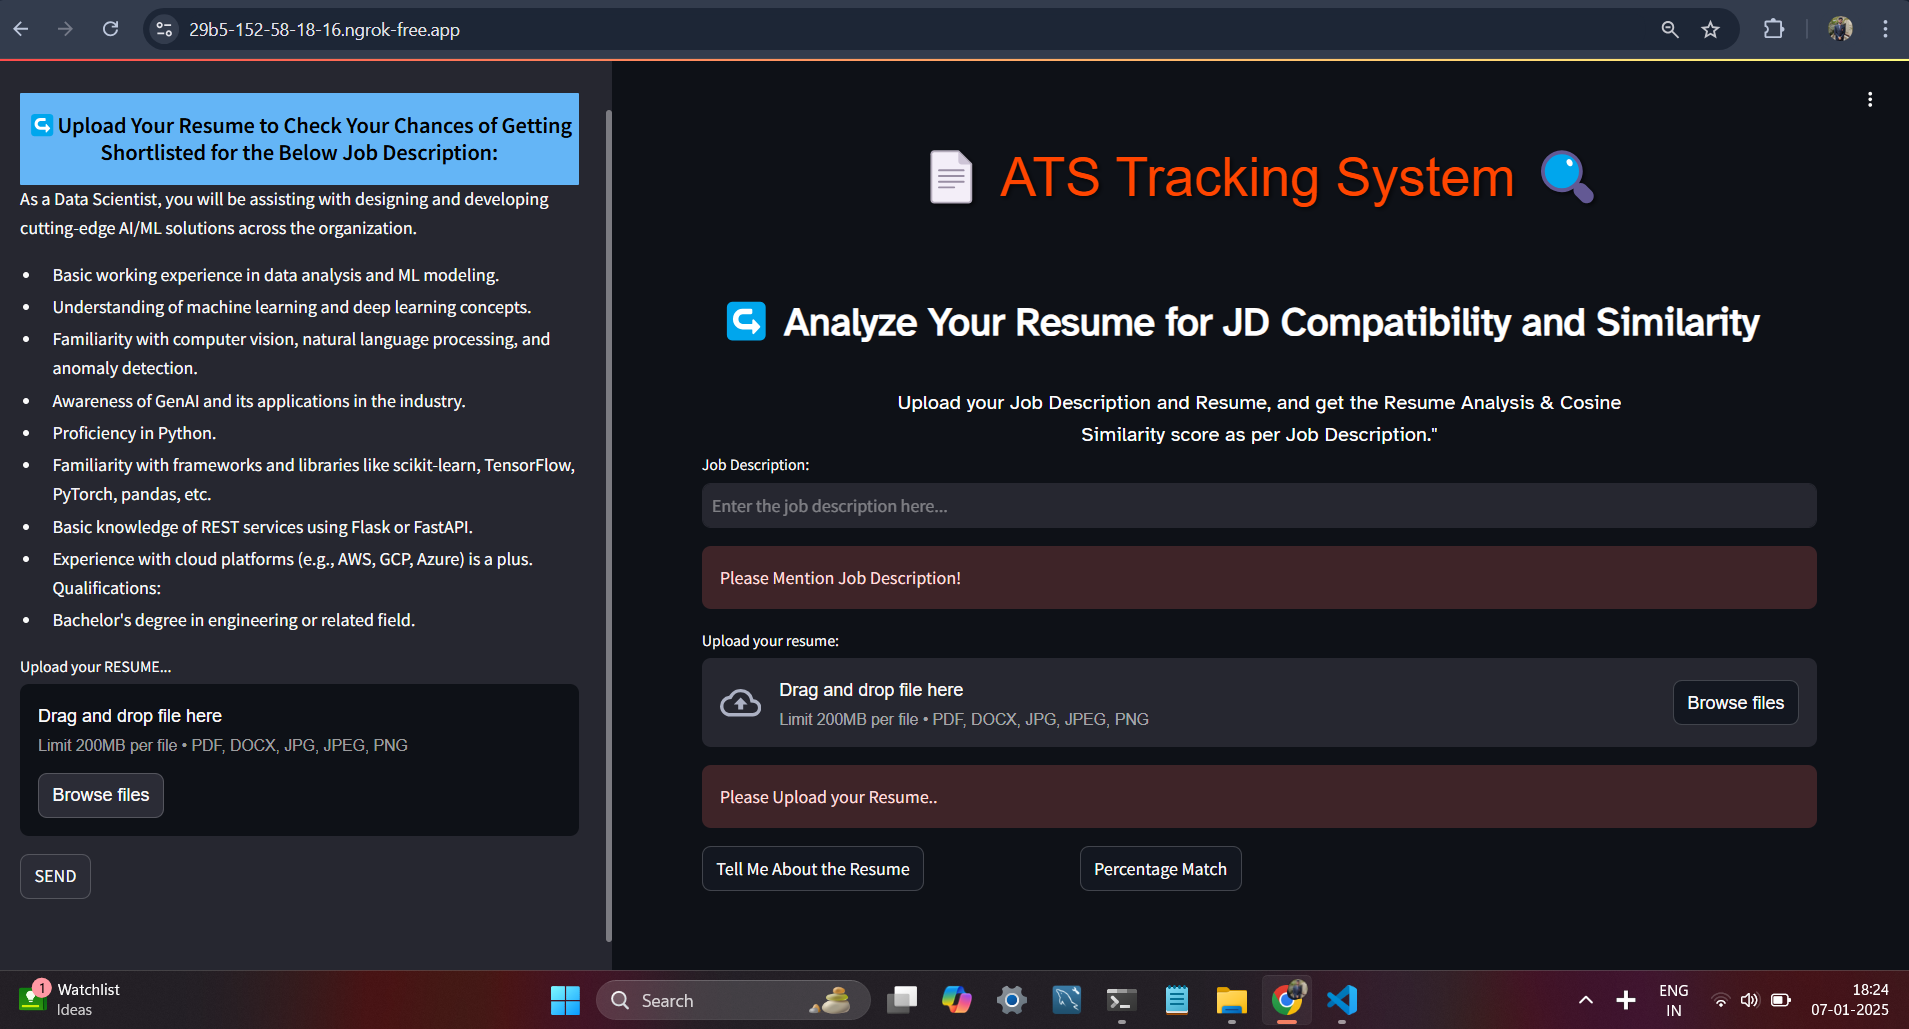 29b5-152-58-18-16.ngrok-free.app
Upload Your Resume to Check Your Chances of Getting
Shortlisted for the Below Job Description:
As a Data Scientist, you will be assisting with designing and developing
cutting-edge AI/ML solutions across the organization.
Basic working experience in data analysis and ML modeling.
Understanding of machine learning and deep learning concepts.
Familiarity with computer vision, natural language processing, and
anomaly detection.
Awareness of GenAI and its applications in the industry.
Proficiency in Python.
Familiarity with frameworks and libraries like scikit-learn, TensorFlow,
PyTorch, pandas, etc.
Basic knowledge of REST services using Flask or FastAPI.
Experience with cloud platforms (e.g., AWS, GCP, Azure) is a plus.
Qualifications:
Bachelor's degree in engineering or related field.
Upload your RESUME...
Drag and drop file here
Limit 200MB per file • PDF, DOCX, JPG, JPEG, PNG
Browse files
SEND
ATS Tracking System
Analyze Your Resume for JD Compatibility and Similarity
Upload your Job Description and Resume, and get the Resume Analysis & Cosine
Similarity score as per Job Description."
Job Description:
Enter the job description here...
Please Mention Job Description!
Upload your resume:
Drag and drop file here
Limit 200MB per file • PDF, DOCX, JPG, JPEG, PNG
Browse files
Please Upload your Resume..
Tell Me About the Resume
Percentage Match
1
Watchlist
Ideas
Search
ENG
IN
18:24
07-01-2025